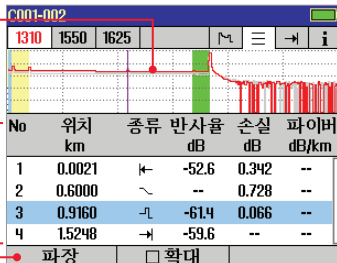 C001-002
1310 1550 1625 i
No 위치 종류 반사율 손실 파이버
km dB dB dB/km
1 0.0021 -52.6 0.342 --
2 0.6000 -- 0.728 --
3 0.9160 -61.4 0.066 --
4 1.5248 -59.6 -- --
파장 확대